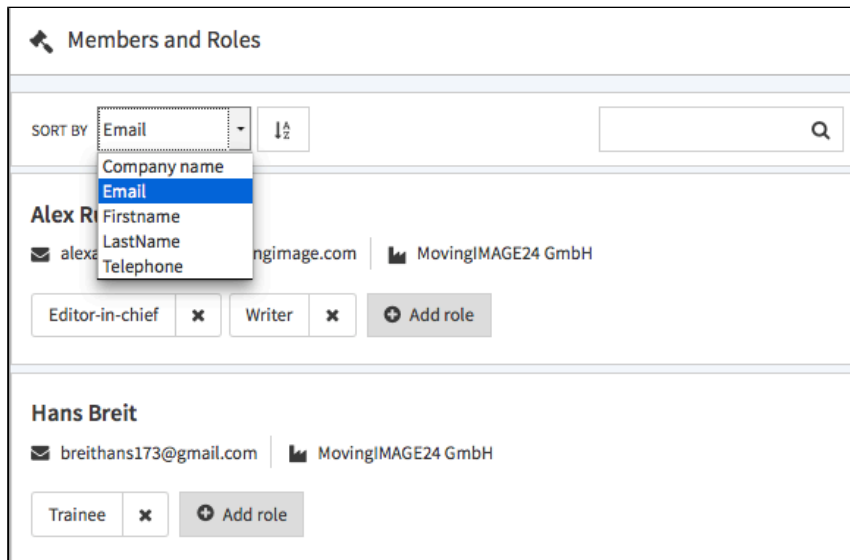 Members and Roles
SORT BY Email
Company name
Email
Firstname
LastName
Telephone
Alex
ngimage.com MovingIMAGE24 GmbH
Editor-in-chief Writer Add role
Hans Breit
breithans173@gmail.com MovingIMAGE24 GmbH
Trainee Add role